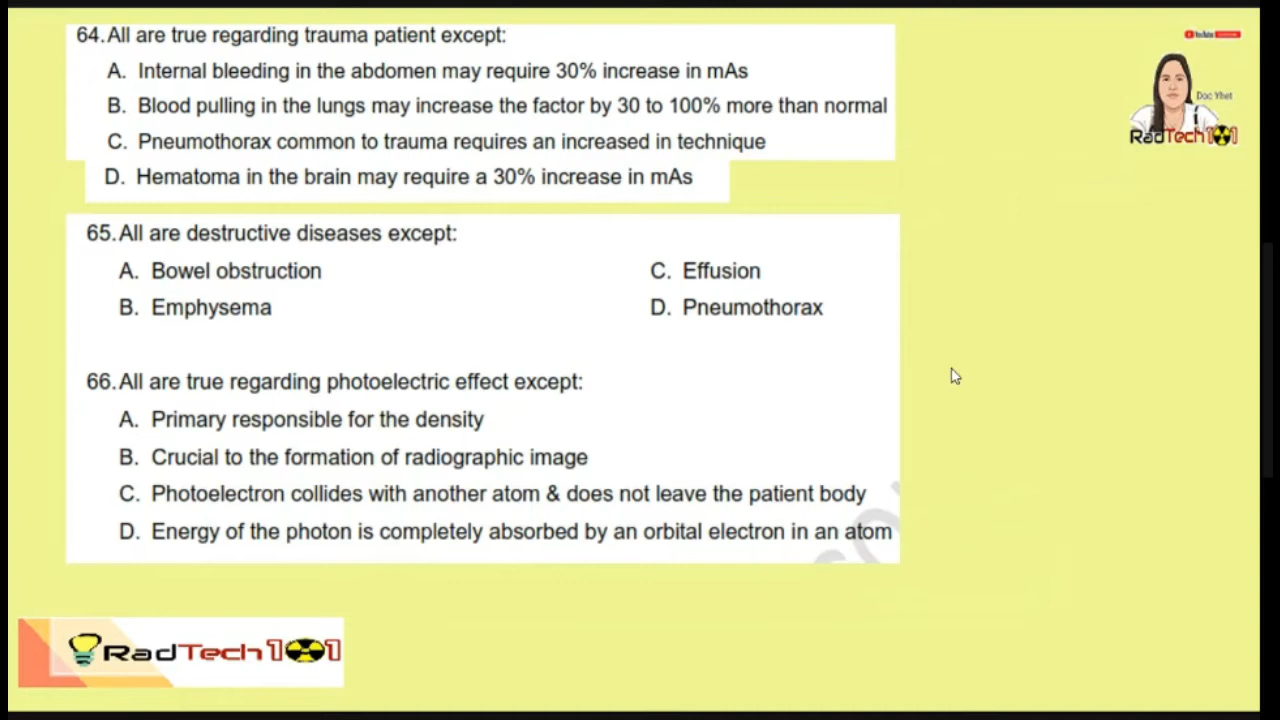 64. All are true regarding trauma patient except:
A. Internal bleeding in the abdomen may require 30% increase in mAs
B. Blood pulling in the lungs may increase the factor by 30 to 100% more than normal
C. Pneumothorax common to trauma requires an increased in technique
D. Hematoma in the brain may require a 30% increase in mAs
65. All are destructive diseases except:
A. Bowel obstruction
C. Effusion
B. Emphysema
D. Pneumothorax
66. All are true regarding photoelectric effect except:
A. Primary responsible for the density
B. Crucial to the formation of radiographic image
C. Photoelectron collides with another atom & does not leave the patient body
D. Energy of the photon is completely absorbed by an orbital electron in an atom
YouTube
Doc Yhet
RadTech101
RadTech101